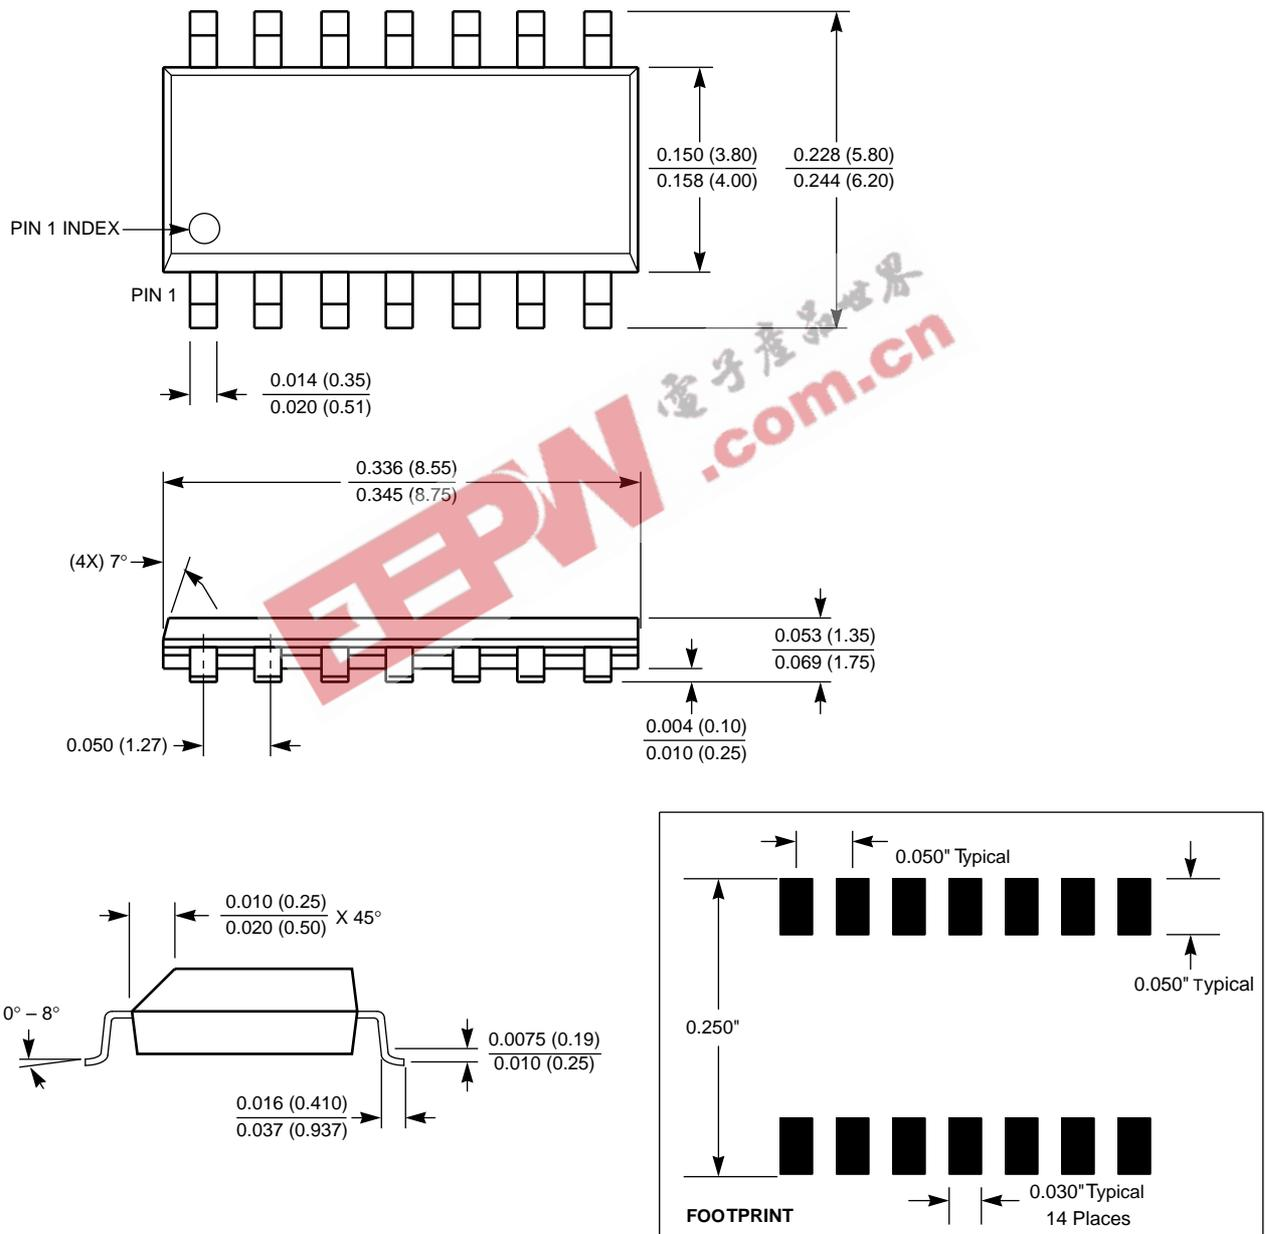 0.150 (3.80)
0.158 (4.00)
0.228 (5.80)
0.244 (6.20)
PIN 1 INDEX
PIN 1
電子產品世界
.com.cn
0.014 (0.35)
0.020 (0.51)
0.336 (8.55)
0.345 (8.75)
EEPW
(4X) 7°
0.053 (1.35)
0.069 (1.75)
0.004 (0.10)
0.010 (0.25)
0.050 (1.27)
0.050" Typical
0.010 (0.25)
0.020 (0.50)
X 45°
0.050" Typical
0° – 8°
0.250"
0.0075 (0.19)
0.010 (0.25)
0.016 (0.410)
0.037 (0.937)
0.030" Typical
14 Places
FOOTPRINT